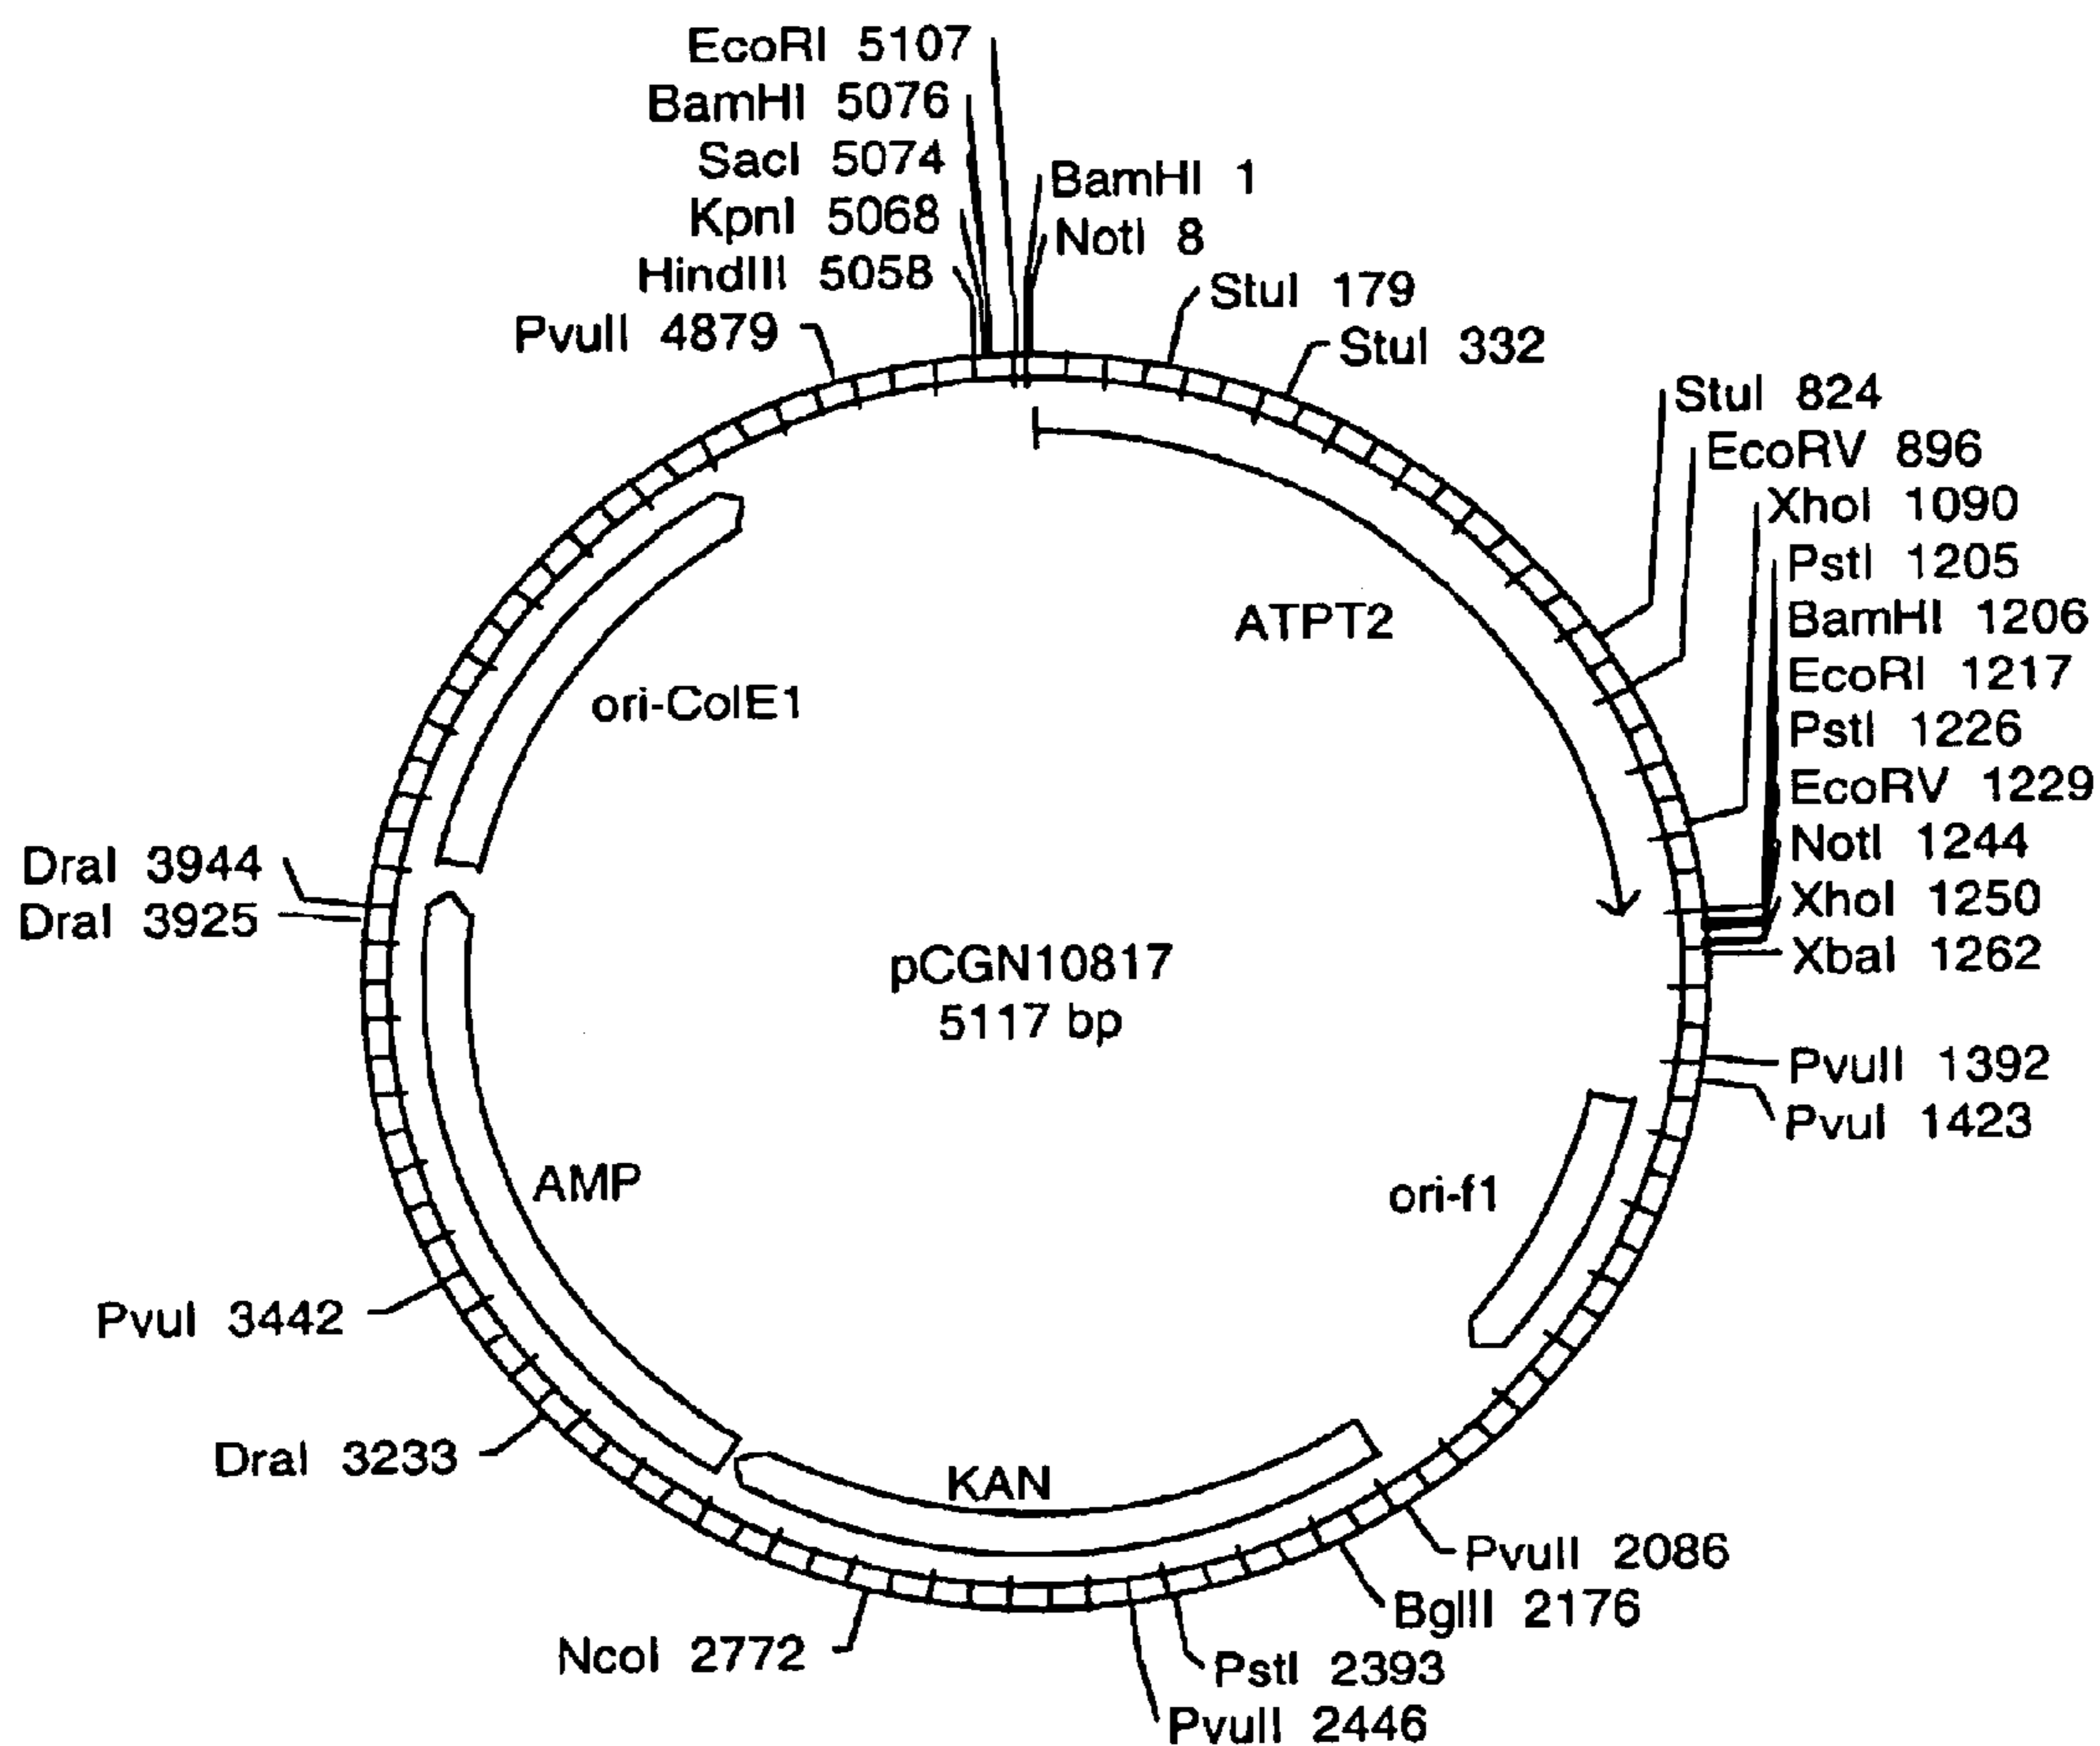 EcoRI 5107
BamHI 5076
SacI 5074
KpnI 5068
HindIII 5058
PvuII 4879
BamHI 1
NotI 8
StuI 179
StuI 332
StuI 824
EcoRV 896
XhoI 1090
PstI 1205
BamHI 1206
EcoRI 1217
PstI 1226
EcoRV 1229
NotI 1244
XhoI 1250
XbaI 1262
PvuII 1392
PvuI 1423
ATPT2
ori-ColE1
DraI 3944
DraI 3925
pCGN10817
5117 bp
AMP
ori-f1
PvuI 3442
DraI 3233
KAN
PvuII 2086
BglII 2176
NcoI 2772
PstI 2393
PvuII 2446